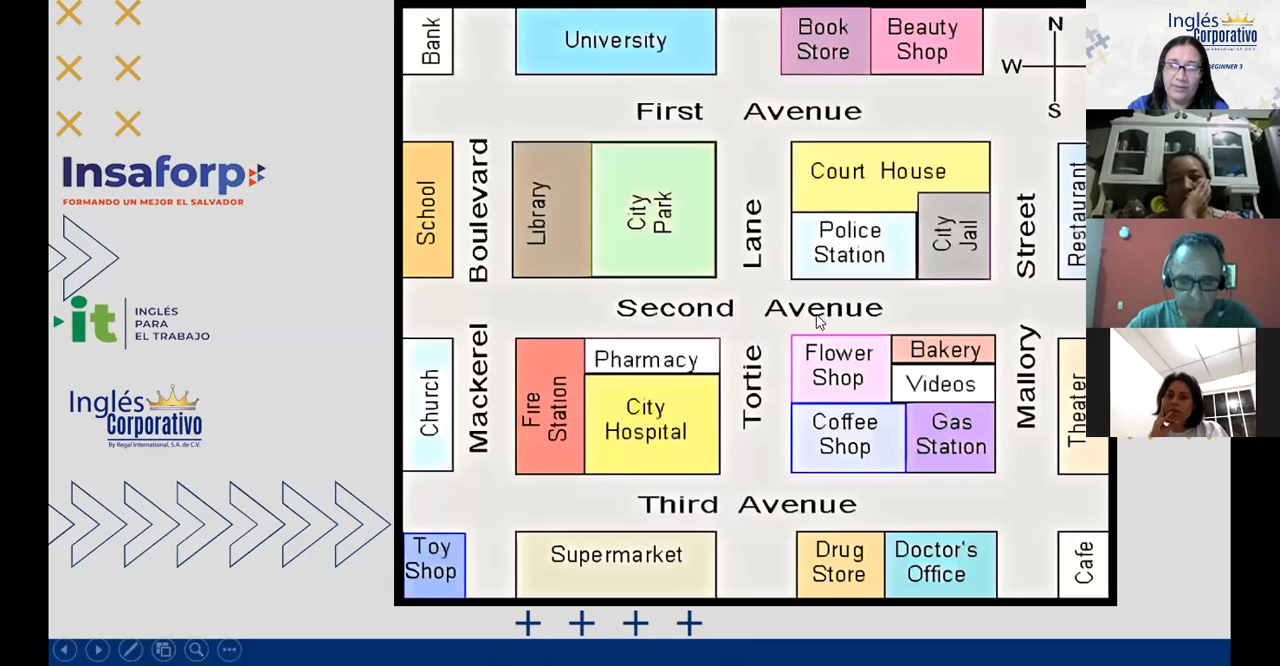 Insaforp
FORMANDO UN MEJOR EL SALVADOR
it
INGLÉS
PARA
EL TRABAJO
Inglés
Corporativo
By Regal International, S.A. de C.V.
Bank
University
Book
Store
Beauty
Shop
N
W
S
First Avenue
School
Boulevard
Library
City
Park
Lane
Court House
Police
Station
City
Jail
Street
Restaurant
Second Avenue
Church
Mackerel
Fire
Station
Pharmacy
City
Hospital
Tortie
Flower
Shop
Bakery
Videos
Coffee
Shop
Gas
Station
Mallory
Theater
Third Avenue
Toy
Shop
Supermarket
Drug
Store
Doctor's
Office
Cafe
Inglés
Corporativo
BEGINNER 3